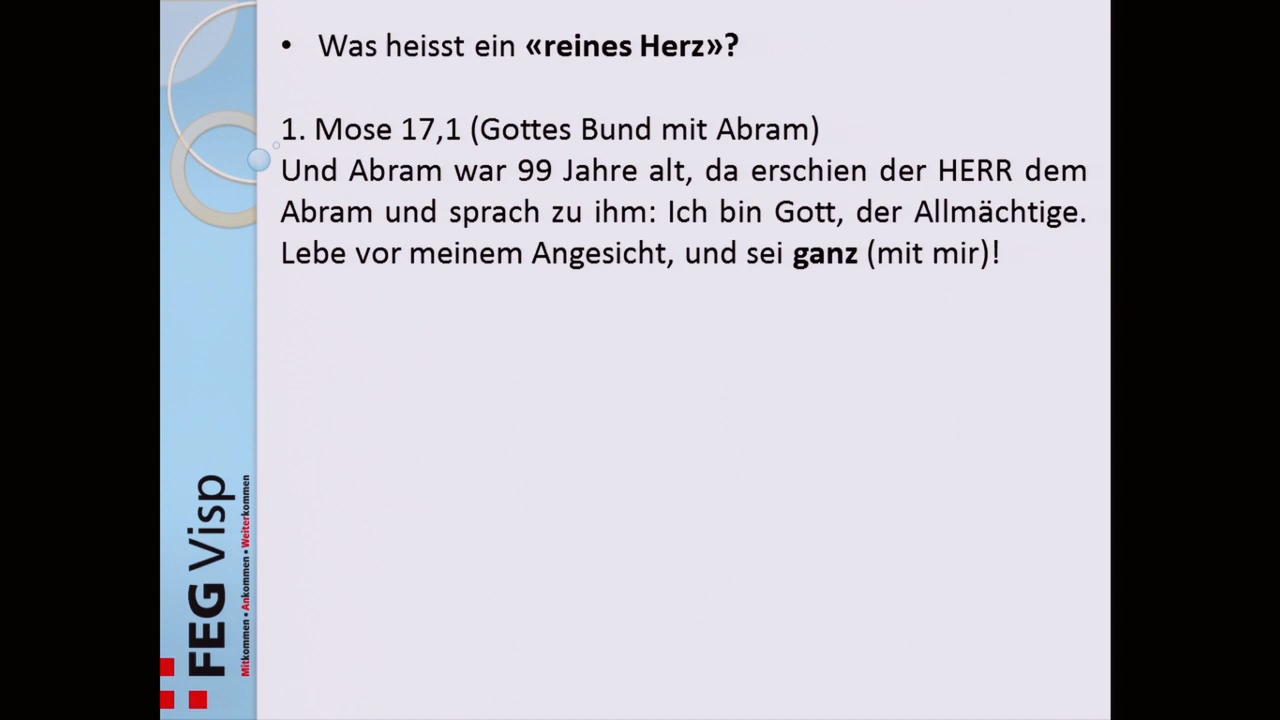 • Was heisst ein «reines Herz»?
1. Mose 17,1 (Gottes Bund mit Abram)
Und Abram war 99 Jahre alt, da erschien der HERR dem
Abram und sprach zu ihm: Ich bin Gott, der Allmächtige.
Lebe vor meinem Angesicht, und sei ganz (mit mir)!
FEG Visp
Mitkommen • Ankommen • Weiterkommen